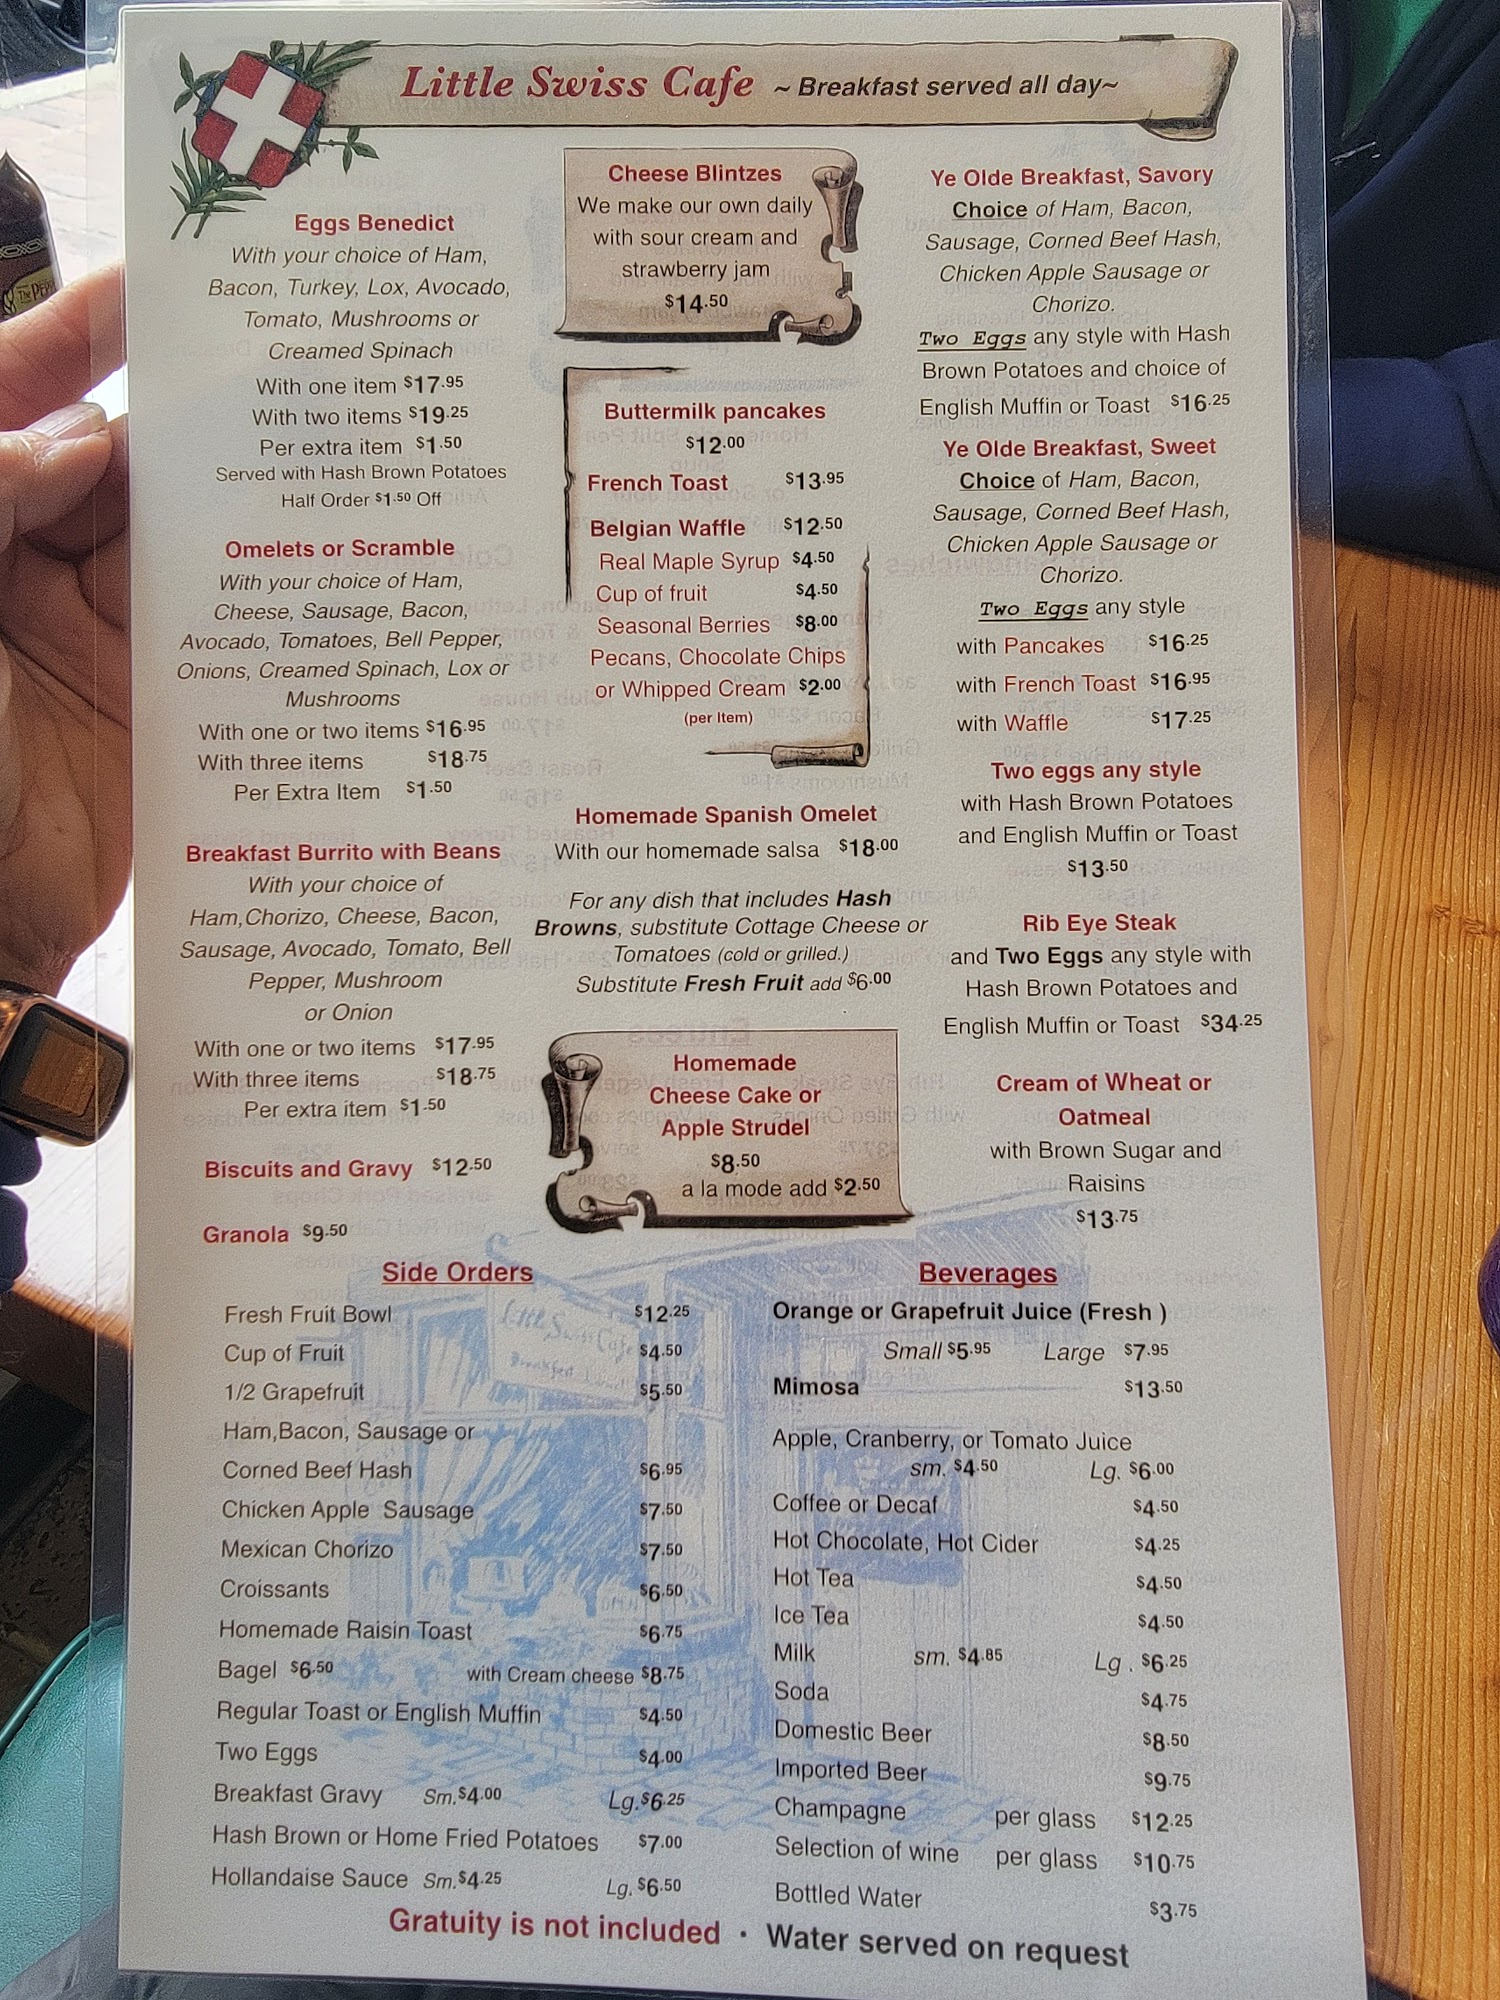 Little Swiss Cafe ~ Breakfast served all day~
Eggs Benedict
With your choice of Ham,
Bacon, Turkey, Lox, Avocado,
Tomato, Mushrooms or
Creamed Spinach
With one item $17.95
With two items $19.25
Per extra item $1.50
Served with Hash Brown Potatoes
Half Order $1.50 Off
Omelets or Scramble
With your choice of Ham,
Cheese, Sausage, Bacon,
Avocado, Tomatoes, Bell Pepper,
Onions, Creamed Spinach, Lox or
Mushrooms
With one or two items $16.95
With three items $18.75
Per Extra Item $1.50
Breakfast Burrito with Beans
With your choice of
Ham,Chorizo, Cheese, Bacon,
Sausage, Avocado, Tomato, Bell
Pepper, Mushroom
or Onion
With one or two items $17.95
With three items $18.75
Per extra item $1.50
Biscuits and Gravy $12.50
Granola $9.50
Cheese Blintzes
We make our own daily
with sour cream and
strawberry jam
$14.50
Buttermilk pancakes
$12.00
French Toast $13.95
Belgian Waffle $12.50
Real Maple Syrup $4.50
Cup of fruit $4.50
Seasonal Berries $8.00
Pecans, Chocolate Chips
or Whipped Cream $2.00
(per Item)
Homemade Spanish Omelet
With our homemade salsa $18.00
For any dish that includes Hash
Browns, substitute Cottage Cheese or
Tomatoes (cold or grilled.)
Substitute Fresh Fruit add $6.00
Homemade
Cheese Cake or
Apple Strudel
$8.50
a la mode add $2.50
Ye Olde Breakfast, Savory
Choice of Ham, Bacon,
Sausage, Corned Beef Hash,
Chicken Apple Sausage or
Chorizo.
Two Eggs any style with Hash
Brown Potatoes and choice of
English Muffin or Toast $16.25
Ye Olde Breakfast, Sweet
Choice of Ham, Bacon,
Sausage, Corned Beef Hash,
Chicken Apple Sausage or
Chorizo.
Two Eggs any style
with Pancakes $16.25
with French Toast $16.95
with Waffle $17.25
Two eggs any style
with Hash Brown Potatoes
and English Muffin or Toast
$13.50
Rib Eye Steak
and Two Eggs any style with
Hash Brown Potatoes and
English Muffin or Toast $34.25
Cream of Wheat or
Oatmeal
with Brown Sugar and
Raisins
$13.75
Side Orders
Fresh Fruit Bowl $12.25
Cup of Fruit $4.50
1/2 Grapefruit $5.50
Ham,Bacon, Sausage or
Corned Beef Hash $6.95
Chicken Apple Sausage $7.50
Mexican Chorizo $7.50
Croissants $6.50
Homemade Raisin Toast $6.75
Bagel $6.50 with Cream cheese $8.75
Regular Toast or English Muffin $4.50
Two Eggs $4.00
Breakfast Gravy Sm.$4.00 Lg.$6.25
Hash Brown or Home Fried Potatoes $7.00
Hollandaise Sauce Sm.$4.25 Lg. $6.50
Beverages
Orange or Grapefruit Juice (Fresh )
Small $5.95 Large $7.95
Mimosa $13.50
Apple, Cranberry, or Tomato Juice
sm. $4.50 Lg. $6.00
Coffee or Decaf $4.50
Hot Chocolate, Hot Cider $4.25
Hot Tea $4.50
Ice Tea $4.50
Milk sm. $4.85 Lg . $6.25
Soda $4.75
Domestic Beer $8.50
Imported Beer $9.75
Champagne per glass $12.25
Selection of wine per glass $10.75
Bottled Water $3.75
Gratuity is not included · Water served on request